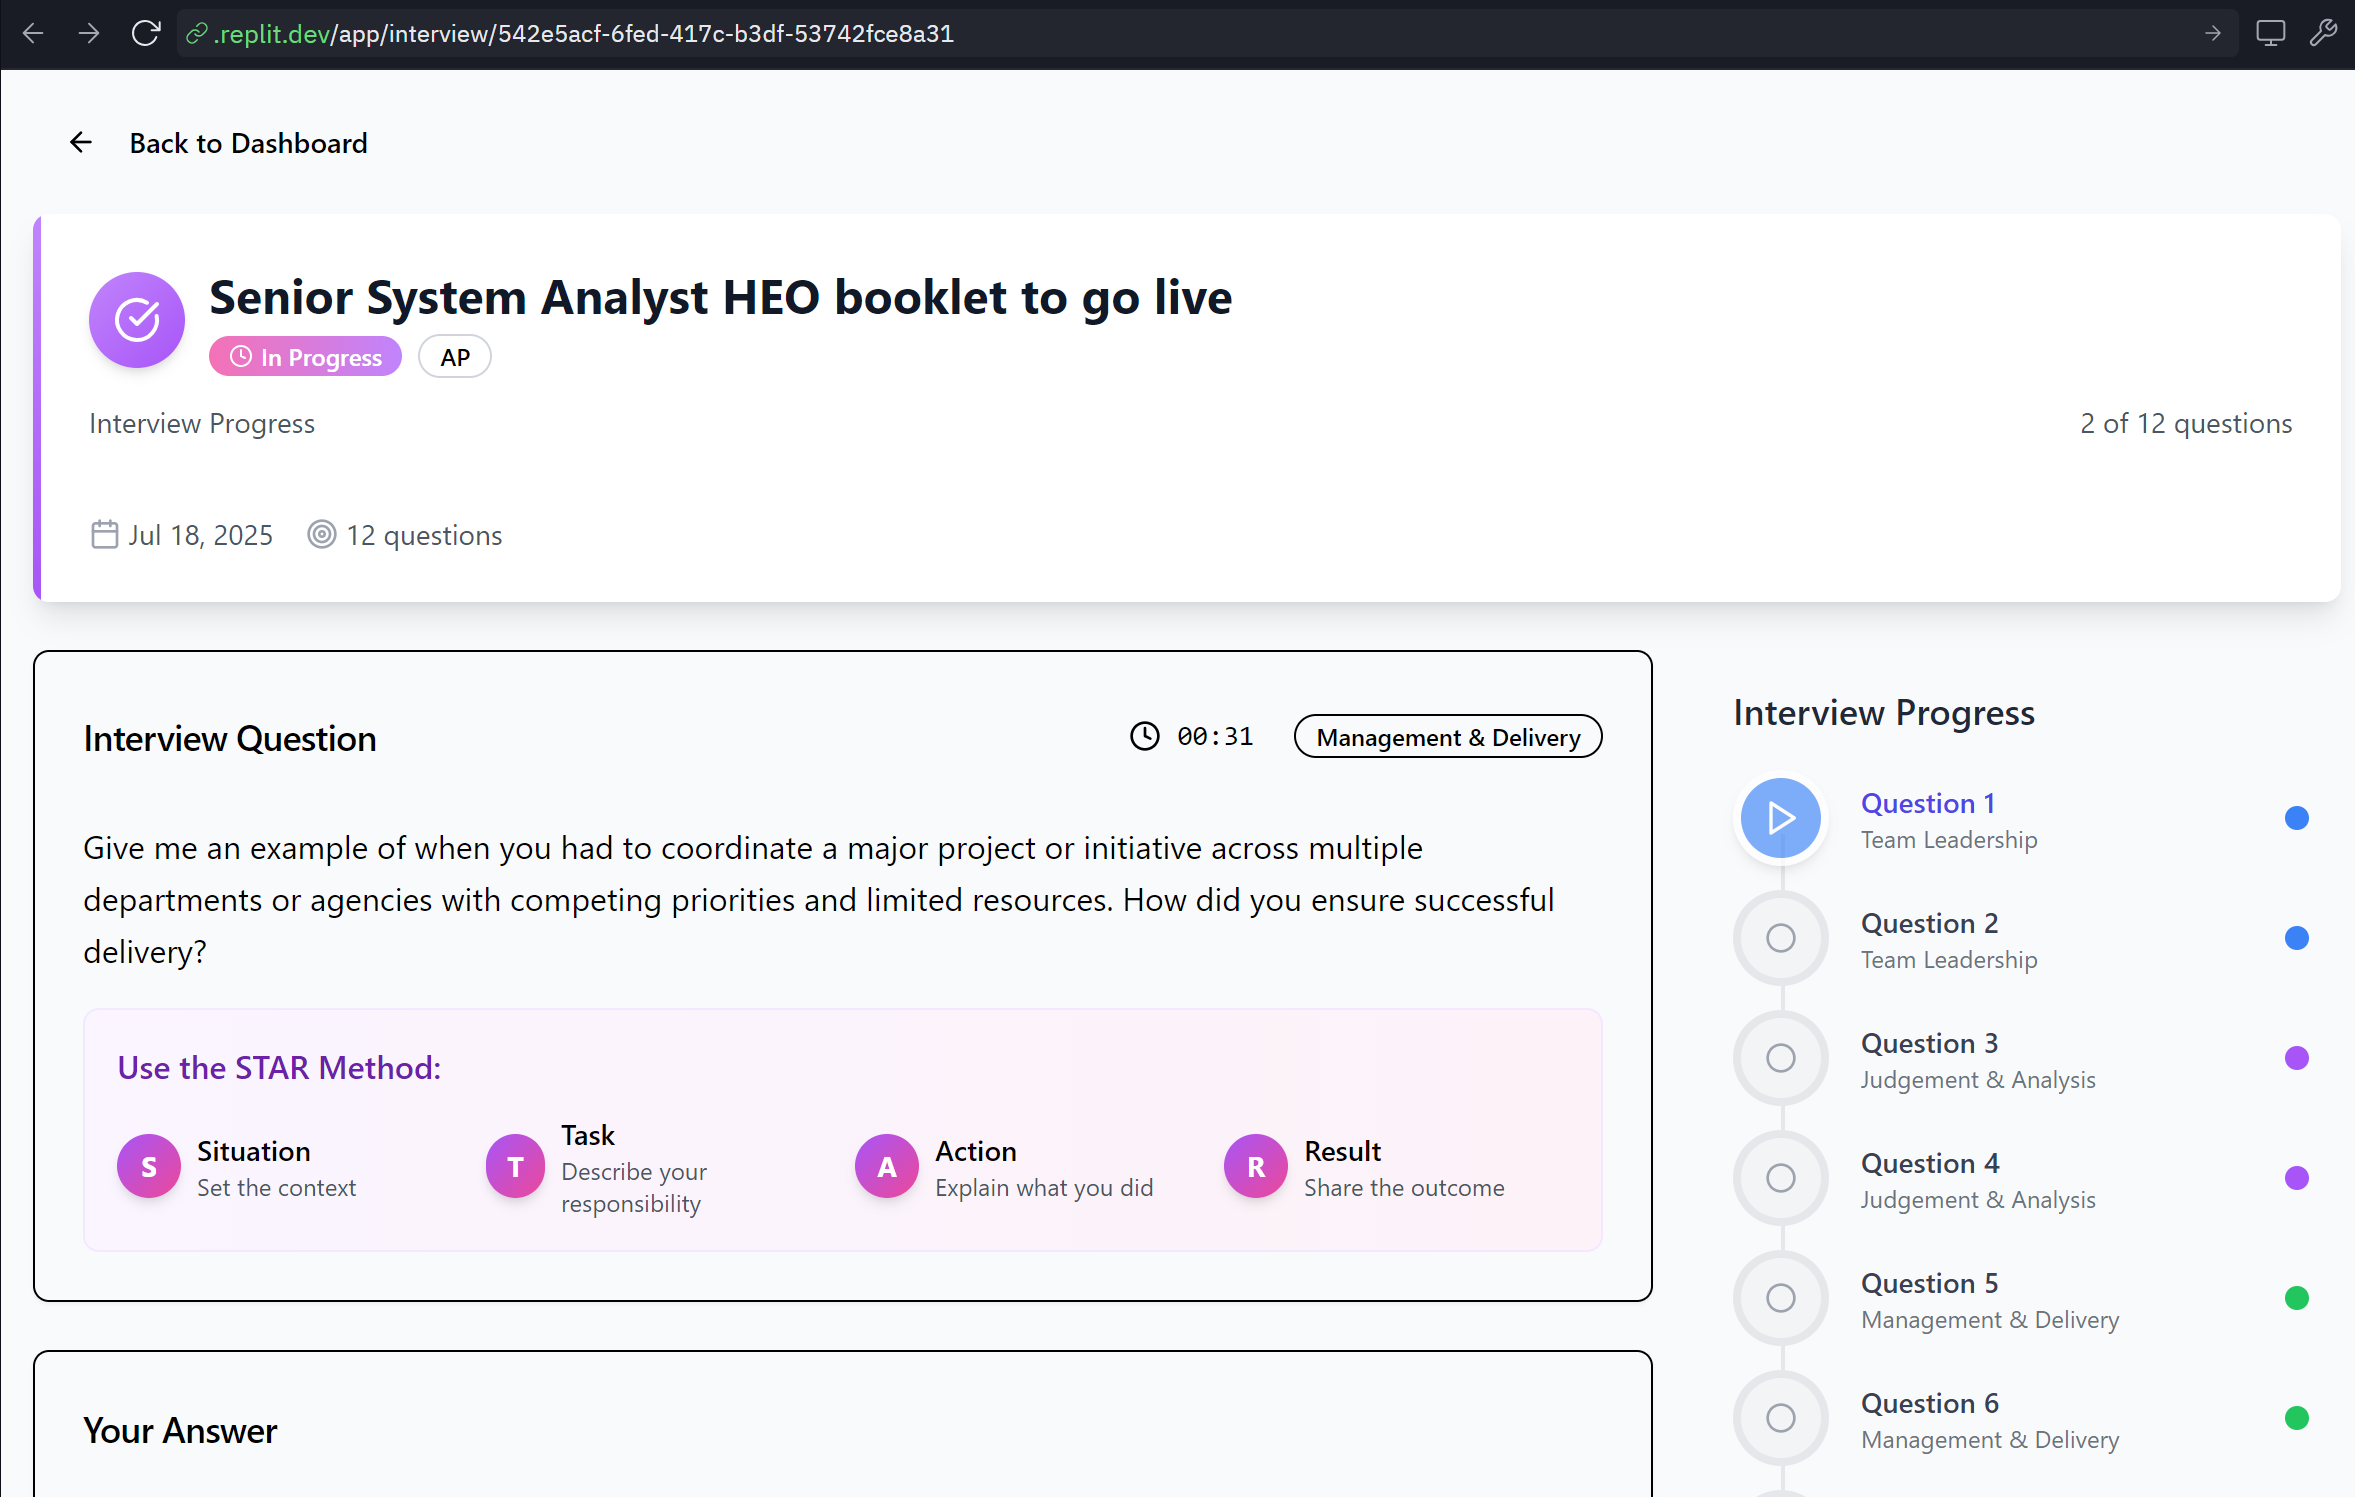 .replit.dev/app/interview/542e5acf-6fed-417c-b3df-53742fce8a31
Back to Dashboard
Senior System Analyst HEO booklet to go live
In Progress
AP
Interview Progress
2 of 12 questions
Jul 18, 2025
12 questions
Interview Question
00:31
Management & Delivery
Give me an example of when you had to coordinate a major project or initiative across multiple
departments or agencies with competing priorities and limited resources. How did you ensure successful
delivery?
Use the STAR Method:
S
Situation
Set the context
T
Task
Describe your
responsibility
A
Action
Explain what you did
R
Result
Share the outcome
Your Answer
Interview Progress
Question 1
Team Leadership
Question 2
Team Leadership
Question 3
Judgement & Analysis
Question 4
Judgement & Analysis
Question 5
Management & Delivery
Question 6
Management & Delivery